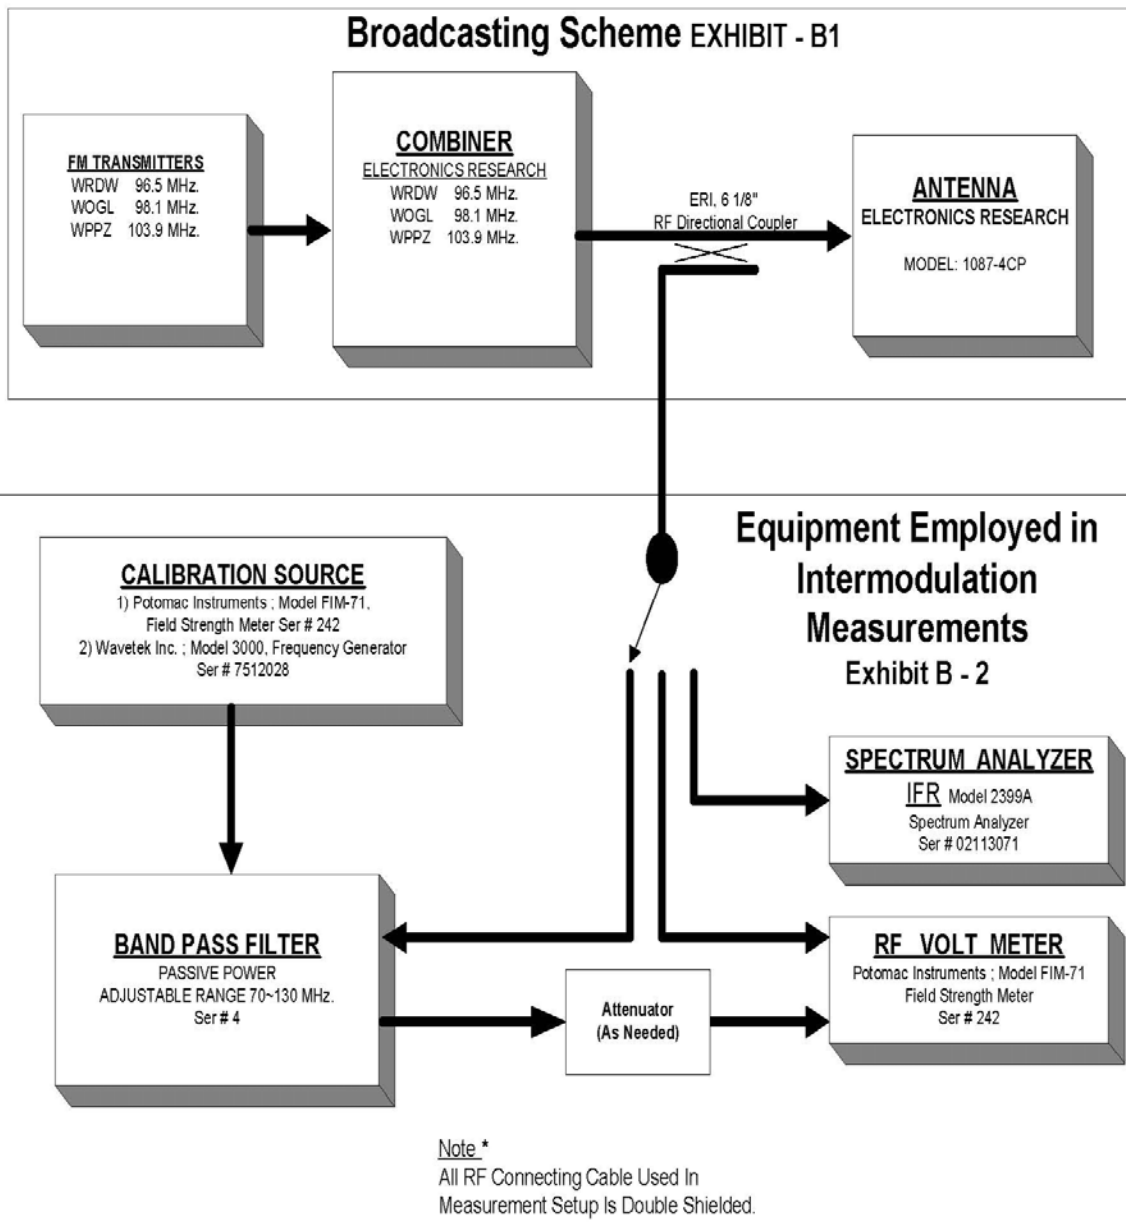 Broadcasting Scheme EXHIBIT - B1
FM TRANSMITTERS
WRDW 96.5 MHz.
WOGL 98.1 MHz.
WPPZ 103.9 MHz.
COMBINER
ELECTRONICS RESEARCH
WRDW 96.5 MHz.
WOGL 98.1 MHz.
WPPZ 103.9 MHz.
ERI, 6 1/8"
RF Directional Coupler
ANTENNA
ELECTRONICS RESEARCH
MODEL: 1087-4CP
Equipment Employed in
Intermodulation
Measurements
Exhibit B - 2
CALIBRATION SOURCE
1) Potomac Instruments ; Model FIM-71,
Field Strength Meter Ser # 242
2) Wavetek Inc. ; Model 3000, Frequency Generator
Ser # 7512028
SPECTRUM ANALYZER
IFR Model 2399A
Spectrum Analyzer
Ser # 02113071
BAND PASS FILTER
PASSIVE POWER
ADJUSTABLE RANGE 70~130 MHz.
Ser # 4
Attenuator
(As Needed)
RF VOLT METER
Potomac Instruments ; Model FIM-71
Field Strength Meter
Ser # 242
Note *
All RF Connecting Cable Used In
Measurement Setup Is Double Shielded.